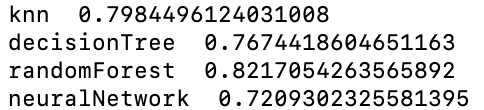 knn  0.7984496124031008
decisionTree  0.7674418604651163
randomForest  0.8217054263565892
neuralNetwork  0.7209302325581395